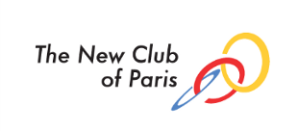 The New Club
of Paris